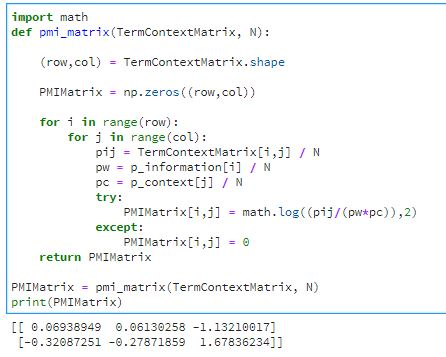 import math
def pmi_matrix(TermContextMatrix, N):
(row,col) = TermContextMatrix.shape
PMIMatrix = np.zeros((row,col))
for i in range(row):
for j in range(col):
pij = TermContextMatrix[i,j] / N
pw = p_information[i] / N
pc = p_context[j] / N
try:
PMIMatrix[i,j] = math.log((pij/(pw*pc)),2)
except:
PMIMatrix[i,j] = 0
return PMIMatrix
PMIMatrix = pmi_matrix(TermContextMatrix, N)
print(PMIMatrix)
[[ 0.06938949 0.06130258 -1.13210017]
[-0.32087251 -0.27871859 1.67836234]]